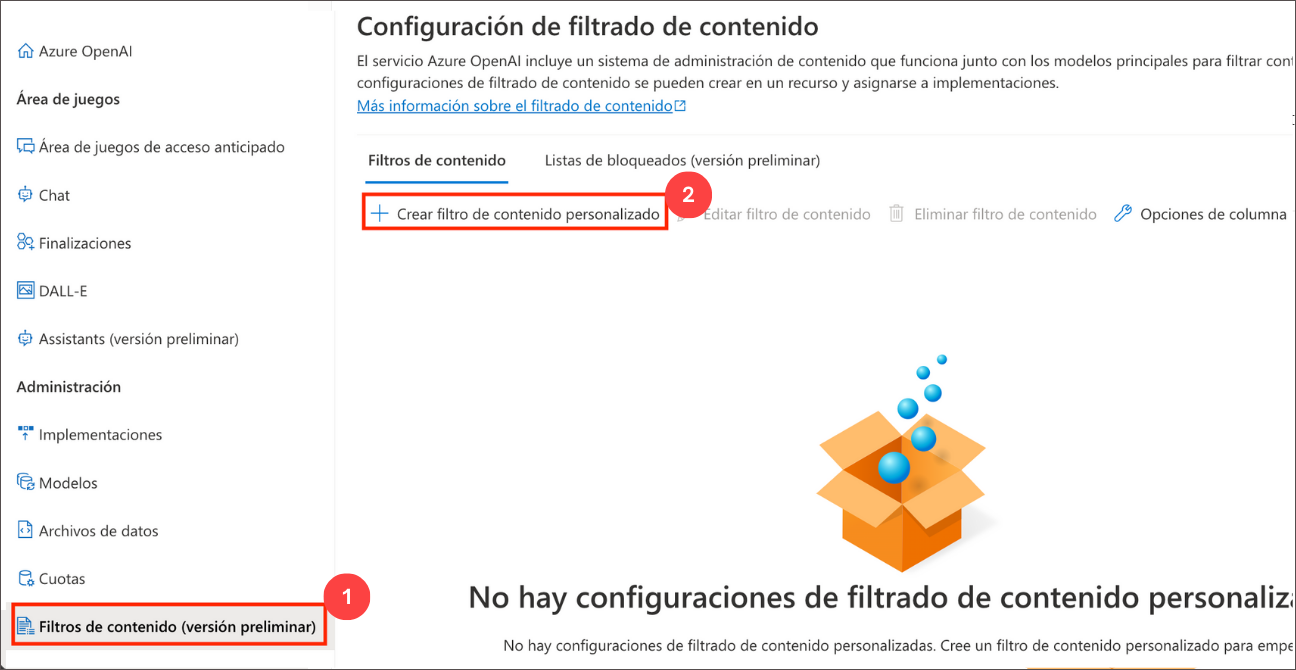 Azure OpenAI
Área de juegos
Área de juegos de acceso anticipado
Chat
Finalizaciones
DALL-E
Assistants (versión preliminar)
Administración
Implementaciones
Modelos
Archivos de datos
Cuotas
Filtros de contenido (versión preliminar)
1
Configuración de filtrado de contenido
El servicio Azure OpenAI incluye un sistema de administración de contenido que funciona junto con los modelos principales para filtrar
configuraciones de filtrado de contenido se pueden crear en un recurso y asignarse a implementaciones.
Más información sobre el filtrado de contenido
Filtros de contenido Listas de bloqueados (versión preliminar)
2
Crear filtro de contenido personalizado Editar filtro de contenido Eliminar filtro de contenido Opciones de columna
No hay configuraciones de filtrado de contenido
No hay configuraciones de filtrado de contenido personalizadas. Cree un filtro de contenido personalizado para